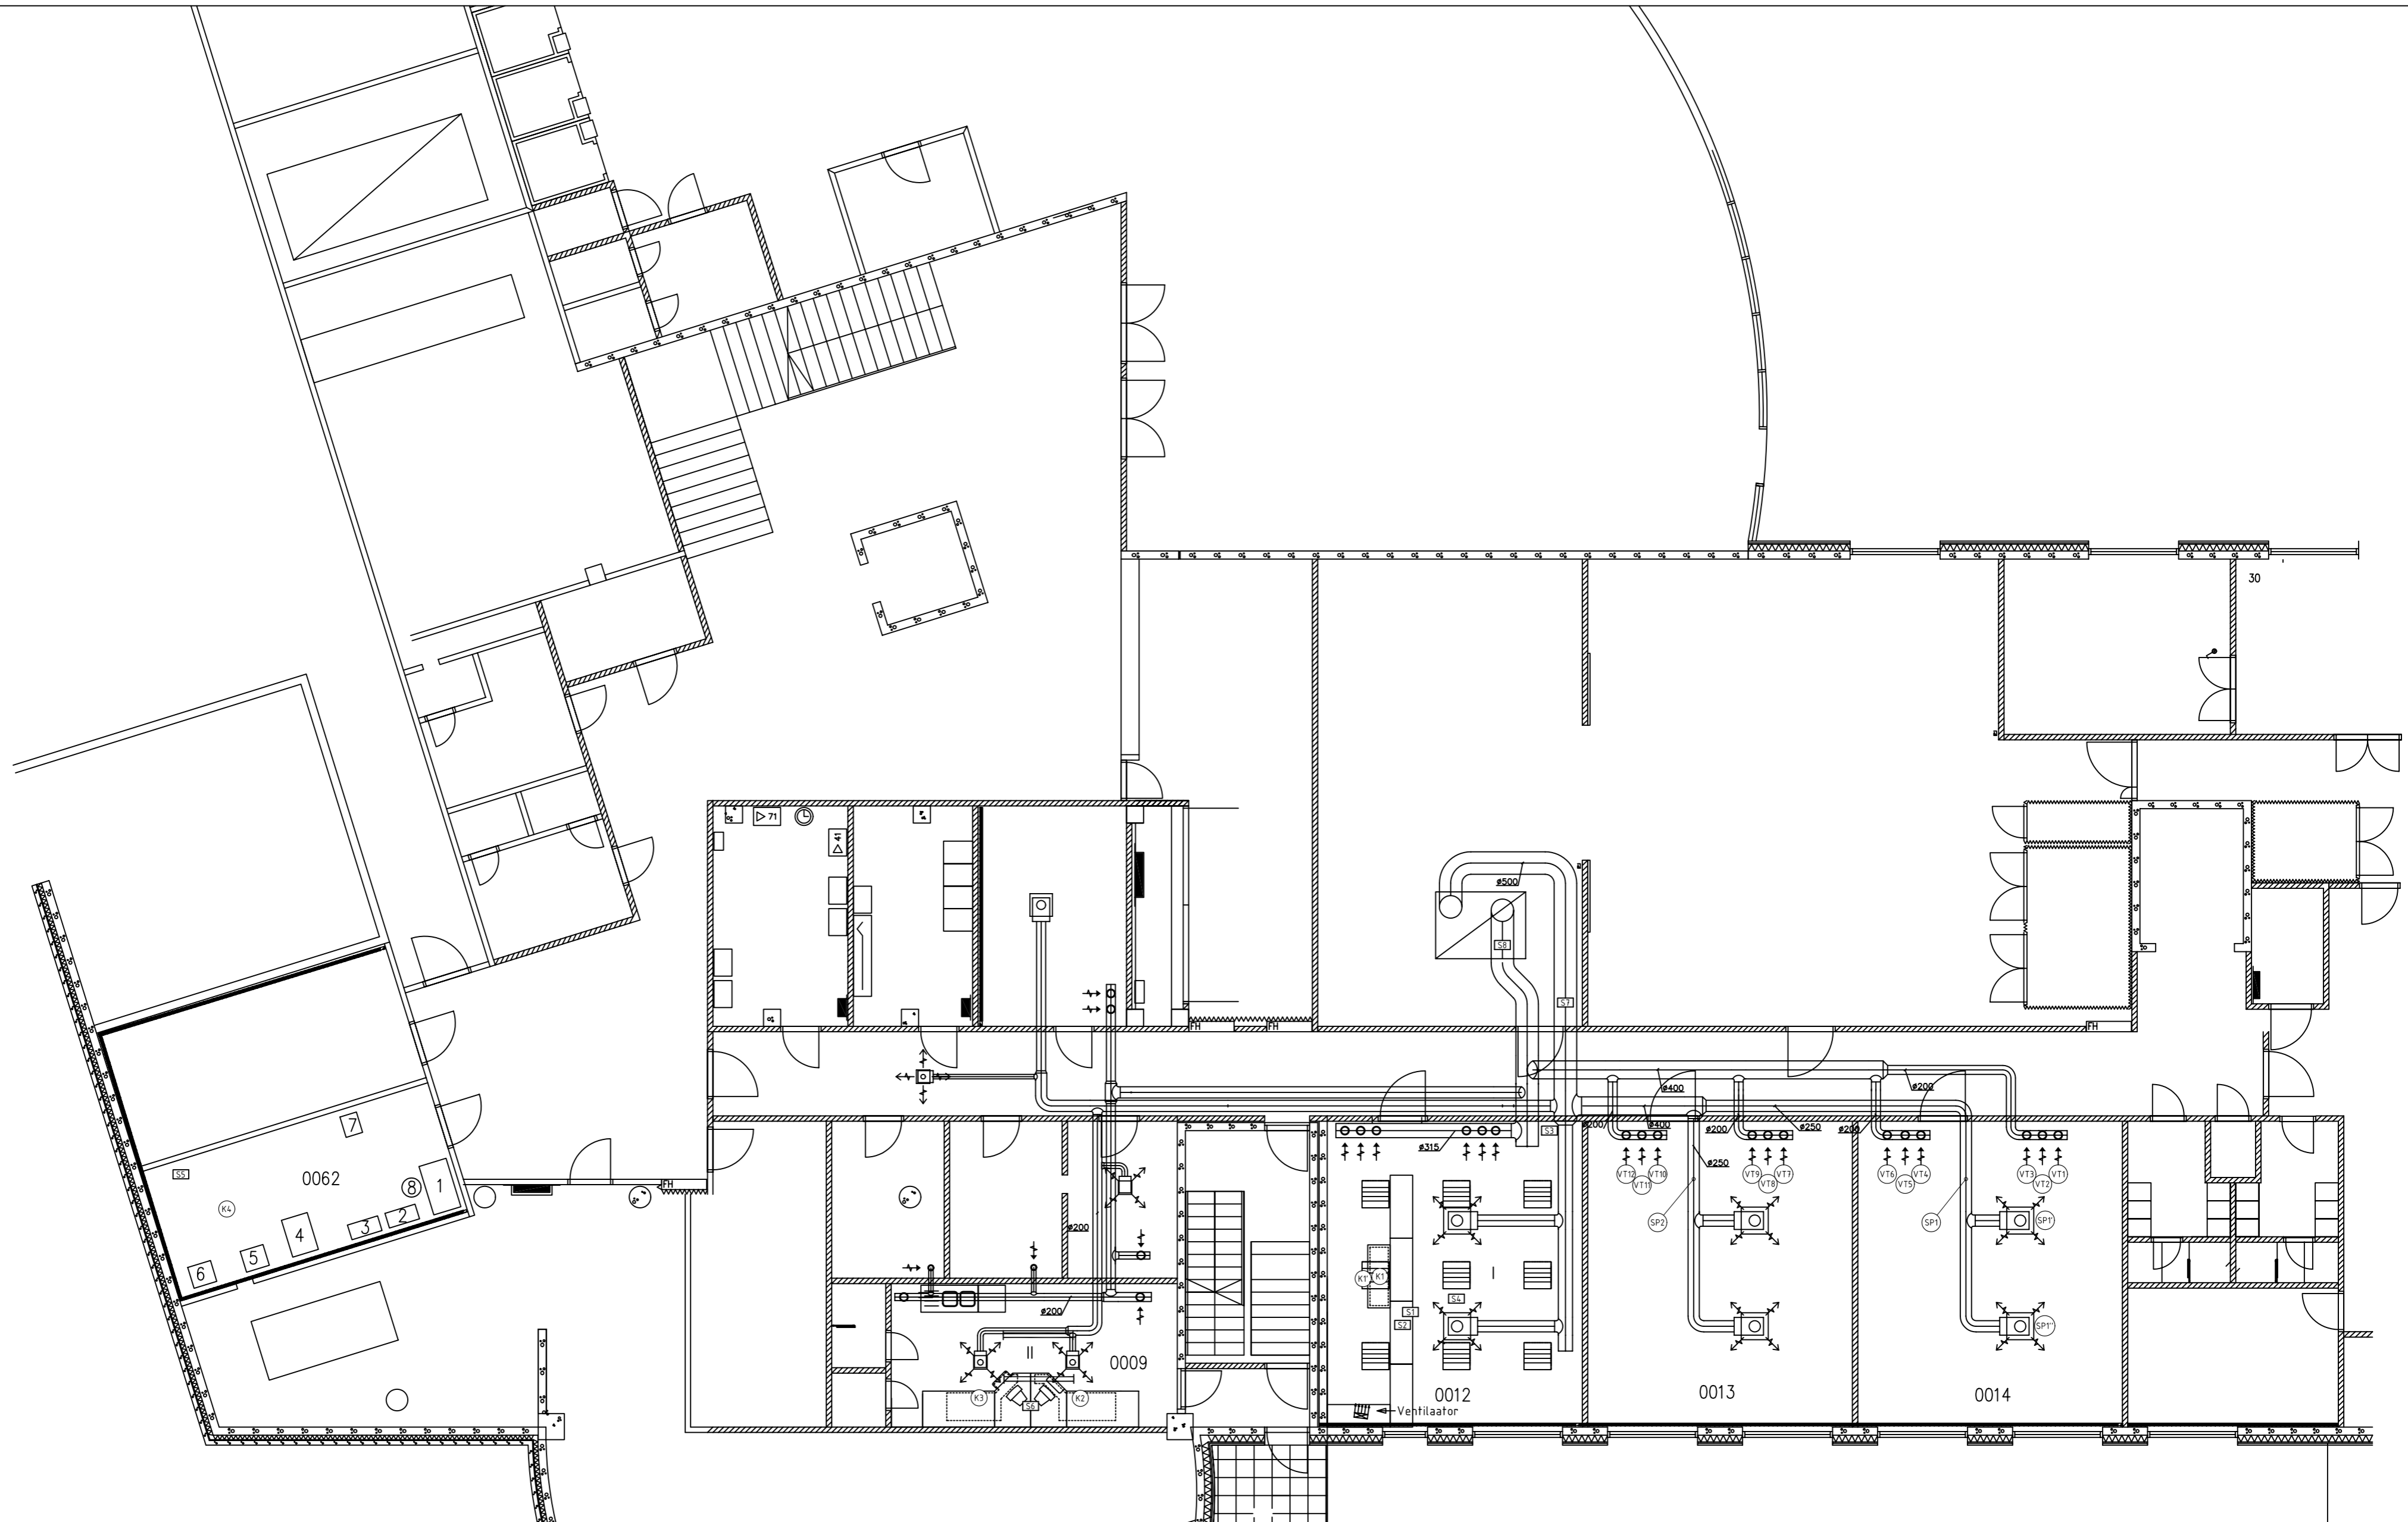 30
71
41
ø500
S8
S7
FH
FH
FH
ø400
ø200
ø200
ø400
ø200
ø250
ø200
S3
ø315
ø250
VT12
VT11
VT10
VT9
VT8
VT7
VT6
VT5
VT4
VT3
VT2
VT1
7
S5
0062
8
1
FH
K4
2
3
4
5
6
ø200
SP2
SP1
SP1'
K1'
K1
I
S4
S1
S2
SP1''
ø200
II
0009
K3
S6
K2
0012
0013
0014
Ventilaator